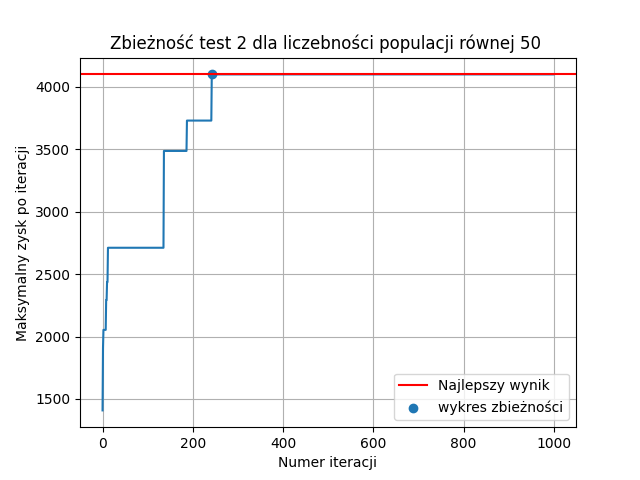 Zbieżność test 2 dla liczebności populacji równej 50
Maksymalny zysk po iteracji
4000
3500
3000
2500
2000
1500
0 200 400 600 800 1000
Numer iteracji
Najlepszy wynik
wykres zbieżności